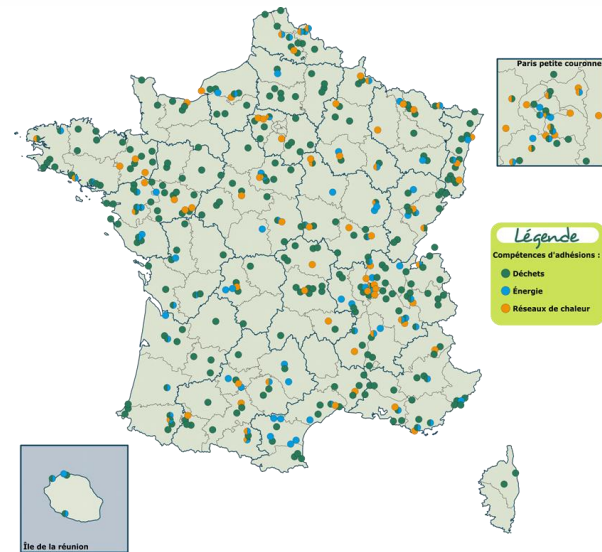 Paris petite couronne
Légende
Compétences d'adhésions :
Déchets
Énergie
Réseaux de chaleur
Île de la réunion